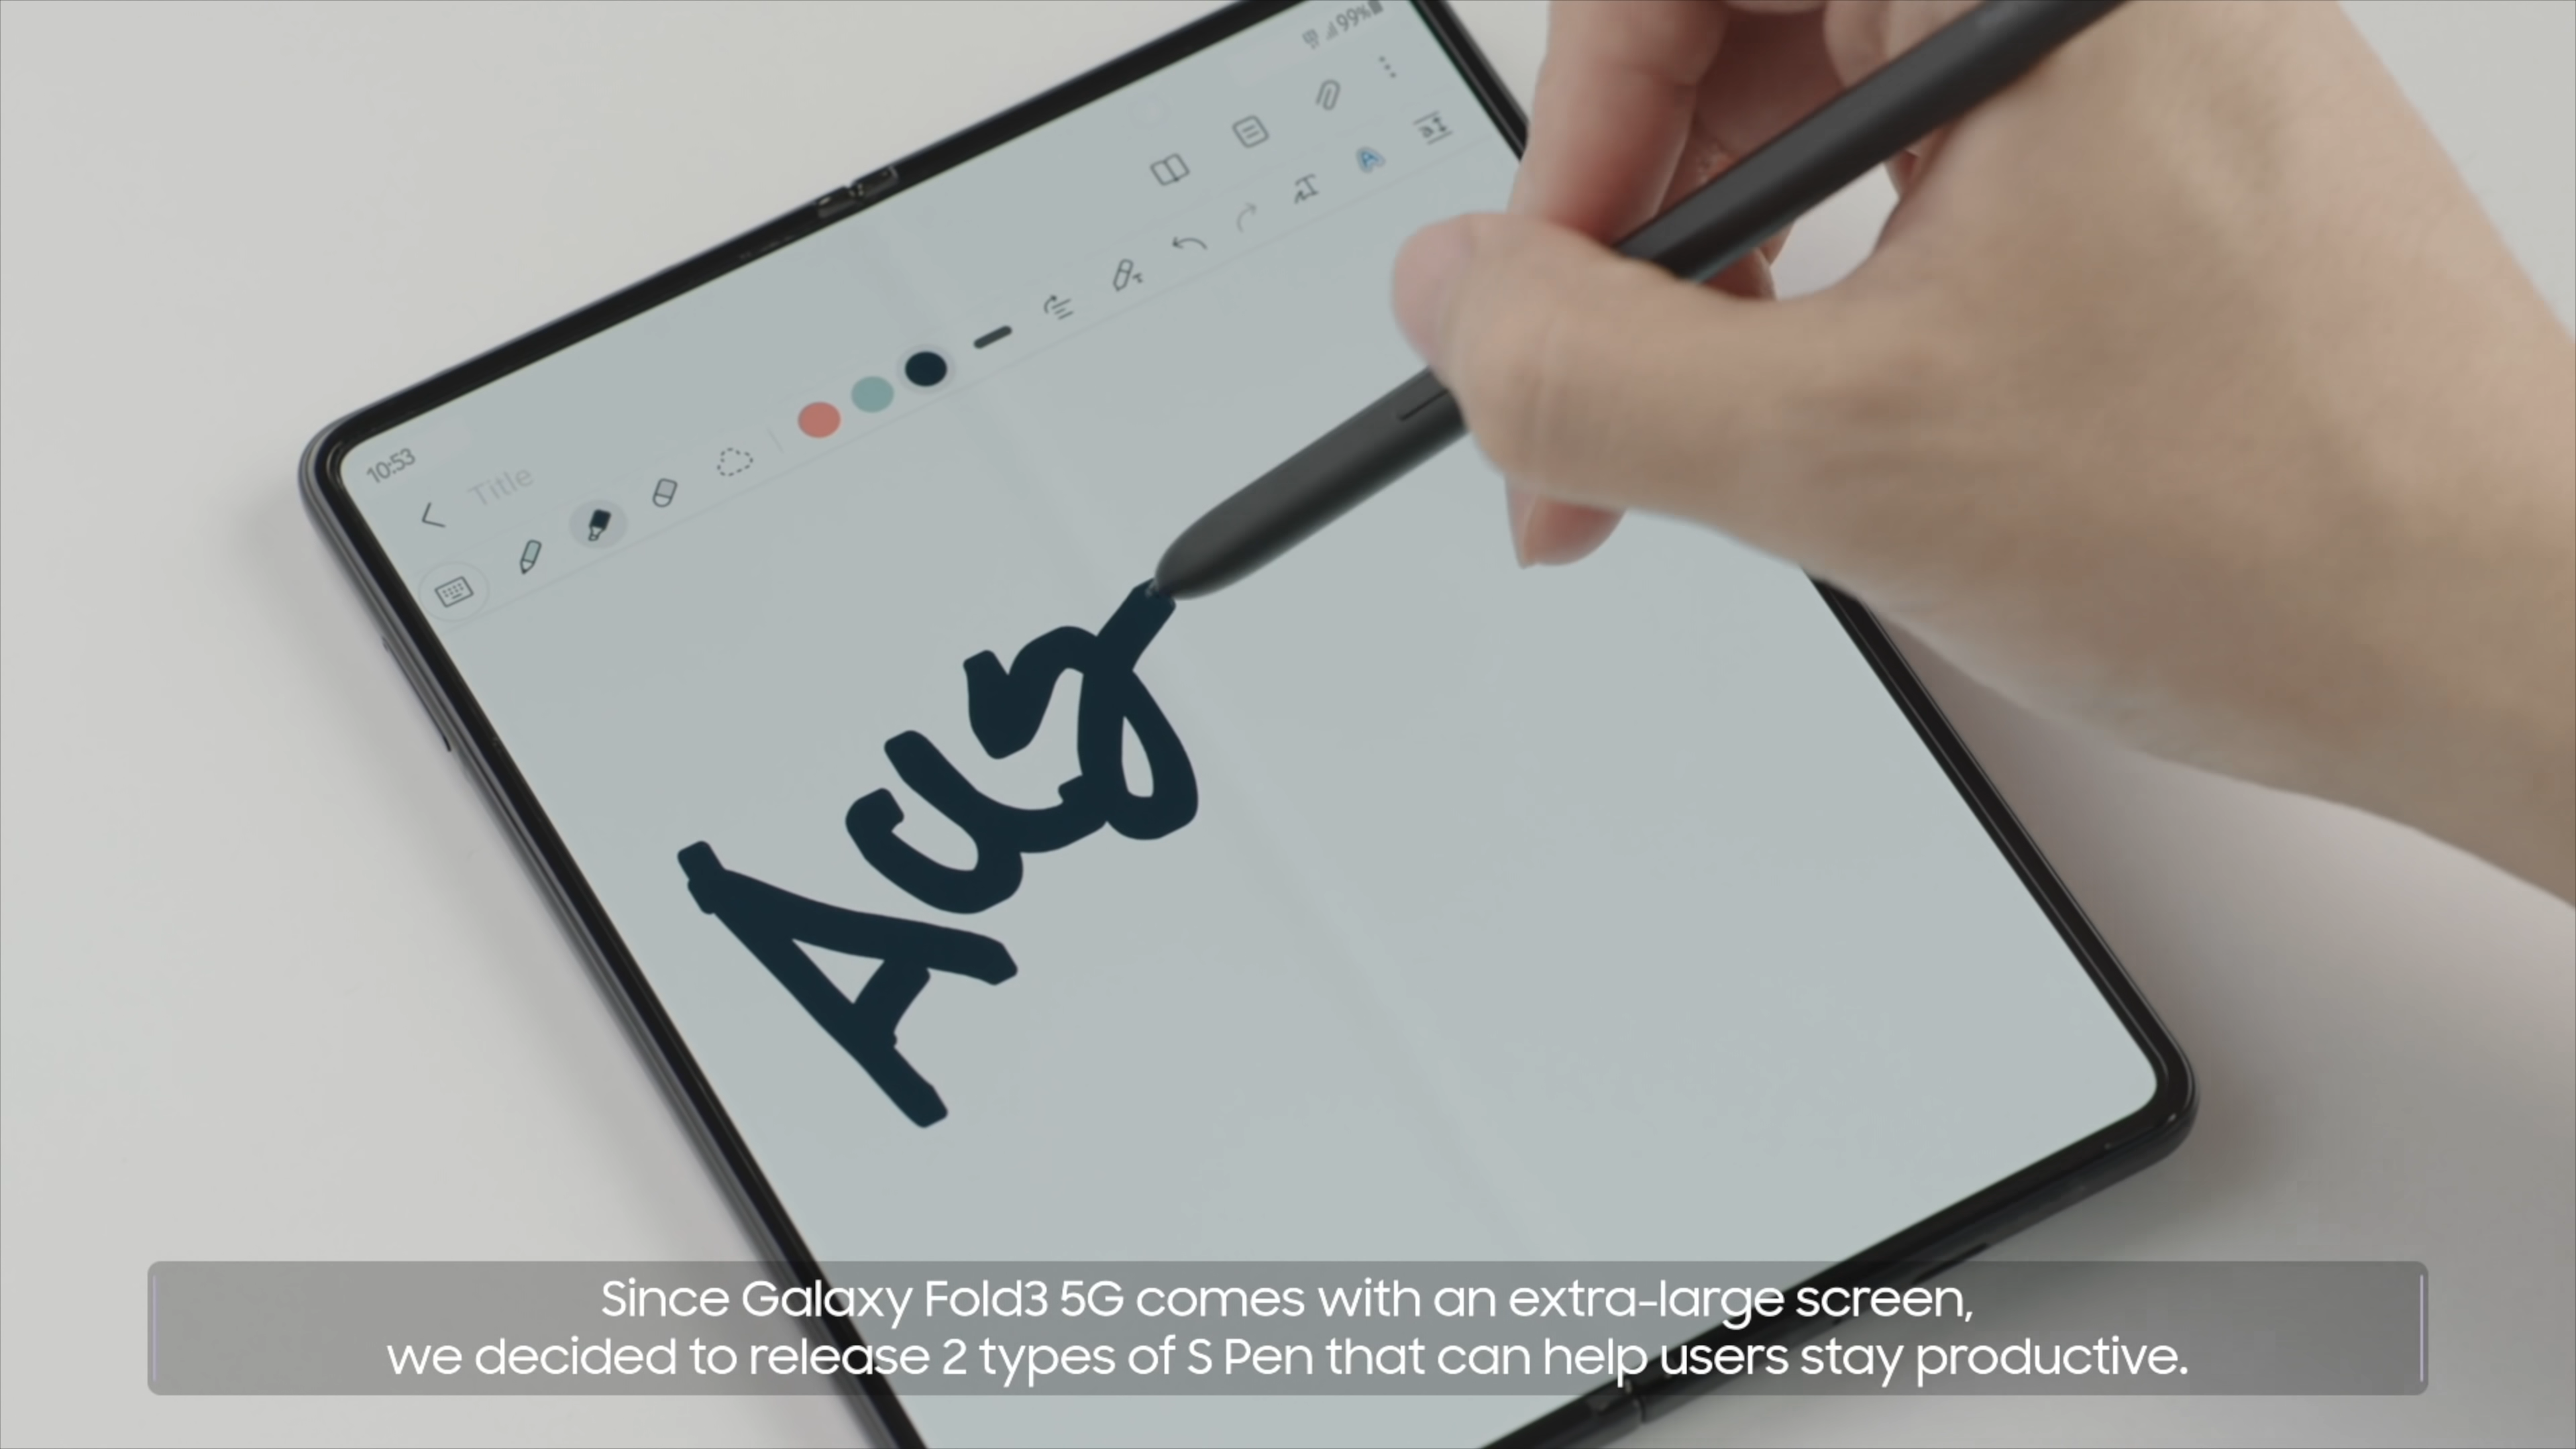 99%
10:53
Title
Aug
Since Galaxy Fold3 5G comes with an extra-large screen,
we decided to release 2 types of S Pen that can help users stay productive.